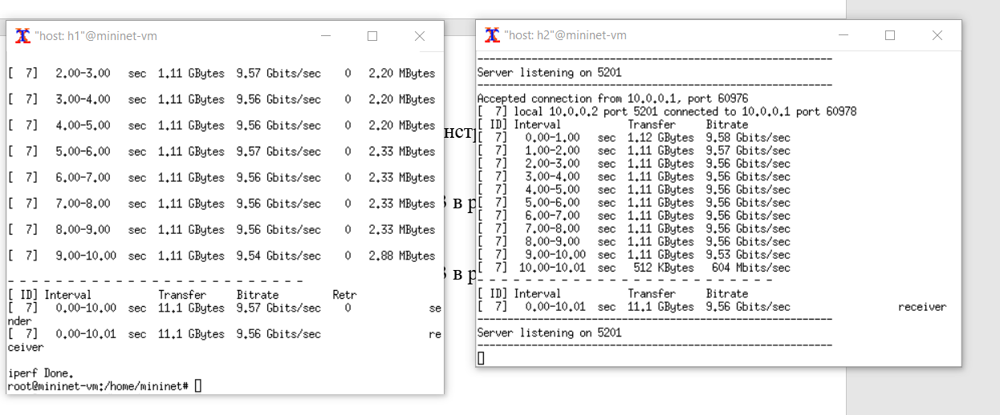 "host: h1"@mininet-vm
[  7]   2.00-3.00   sec  1.11 GBytes  9.57 Gbits/sec    0   2.20 MBytes
[  7]   3.00-4.00   sec  1.11 GBytes  9.56 Gbits/sec    0   2.20 MBytes
[  7]   4.00-5.00   sec  1.11 GBytes  9.56 Gbits/sec    0   2.20 MBytes
[  7]   5.00-6.00   sec  1.11 GBytes  9.57 Gbits/sec    0   2.33 MBytes
[  7]   6.00-7.00   sec  1.11 GBytes  9.56 Gbits/sec    0   2.33 MBytes
[  7]   7.00-8.00   sec  1.11 GBytes  9.56 Gbits/sec    0   2.33 MBytes
[  7]   8.00-9.00   sec  1.11 GBytes  9.56 Gbits/sec    0   2.33 MBytes
[  7]   9.00-10.00  sec  1.11 GBytes  9.54 Gbits/sec    0   2.88 MBytes
- - - - - - - - - - - - - - - - - - - - - - - - -
[ ID] Interval           Transfer     Bitrate         Retr
[  7]   0.00-10.00  sec  11.1 GBytes  9.57 Gbits/sec    0             se
nder
[  7]   0.00-10.01  sec  11.1 GBytes  9.56 Gbits/sec                  re
ceiver
iperf Done.
root@mininet-vm:/home/mininet#
нстр
3 в р
3 в р
"host: h2"@mininet-vm
-----------------------------------------------------------
Server listening on 5201
-----------------------------------------------------------
Accepted connection from 10.0.0.1, port 60976
[  7] local 10.0.0.2 port 5201 connected to 10.0.0.1 port 60978
[ ID] Interval           Transfer     Bitrate
[  7]   0.00-1.00   sec  1.12 GBytes  9.58 Gbits/sec
[  7]   1.00-2.00   sec  1.11 GBytes  9.57 Gbits/sec
[  7]   2.00-3.00   sec  1.11 GBytes  9.56 Gbits/sec
[  7]   3.00-4.00   sec  1.11 GBytes  9.56 Gbits/sec
[  7]   4.00-5.00   sec  1.11 GBytes  9.56 Gbits/sec
[  7]   5.00-6.00   sec  1.11 GBytes  9.56 Gbits/sec
[  7]   6.00-7.00   sec  1.11 GBytes  9.56 Gbits/sec
[  7]   7.00-8.00   sec  1.11 GBytes  9.56 Gbits/sec
[  7]   8.00-9.00   sec  1.11 GBytes  9.56 Gbits/sec
[  7]   9.00-10.00  sec  1.11 GBytes  9.53 Gbits/sec
[  7]  10.00-10.01  sec   512 KBytes   604 Mbits/sec
- - - - - - - - - - - - - - - - - - - - - - - - -
[ ID] Interval           Transfer     Bitrate
[  7]   0.00-10.01  sec  11.1 GBytes  9.56 Gbits/sec                  receiver
-----------------------------------------------------------
Server listening on 5201
-----------------------------------------------------------